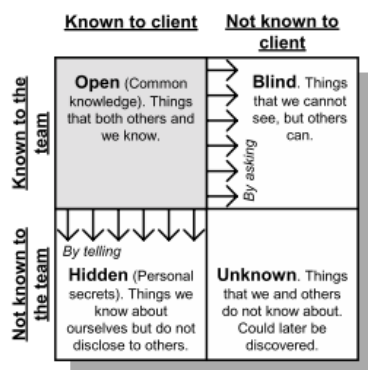 Known to client
Not known to
client
Known to the
team
Open (Common
knowledge). Things
that both others and
we know.
By asking
Blind. Things
that we cannot
see, but others
can.
Not known to
the team
By telling
Hidden (Personal
secrets). Things we
know about
ourselves but do not
disclose to others.
Unknown. Things
that we and others
do not know about.
Could later be
discovered.